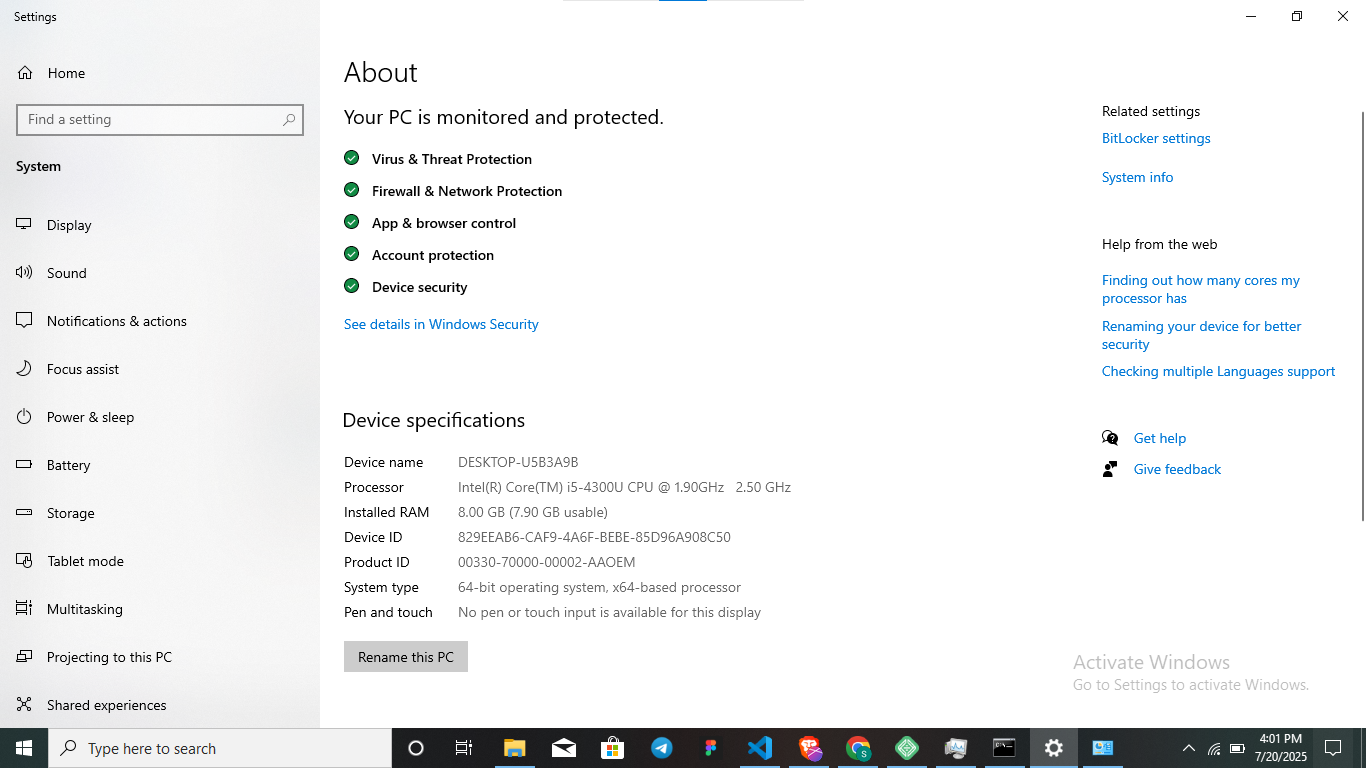 Settings
Home
Find a setting
System
Display
Sound
Notifications & actions
Focus assist
Power & sleep
Battery
Storage
Tablet mode
Multitasking
Projecting to this PC
Shared experiences
About
Your PC is monitored and protected.
Virus & Threat Protection
Firewall & Network Protection
App & browser control
Account protection
Device security
See details in Windows Security
Device specifications
Device name DESKTOP-U5B3A9B
Processor Intel(R) Core(TM) i5-4300U CPU @ 1.90GHz 2.50 GHz
Installed RAM 8.00 GB (7.90 GB usable)
Device ID 829EEAB6-CAF9-4A6F-BEBE-85D96A908C50
Product ID 00330-70000-00002-AAOEM
System type 64-bit operating system, x64-based processor
Pen and touch No pen or touch input is available for this display
Rename this PC
Related settings
BitLocker settings
System info
Help from the web
Finding out how many cores my
processor has
Renaming your device for better
security
Checking multiple Languages support
Get help
Give feedback
Activate Windows
Go to Settings to activate Windows.
Type here to search
S
4:01 PM
7/20/2025